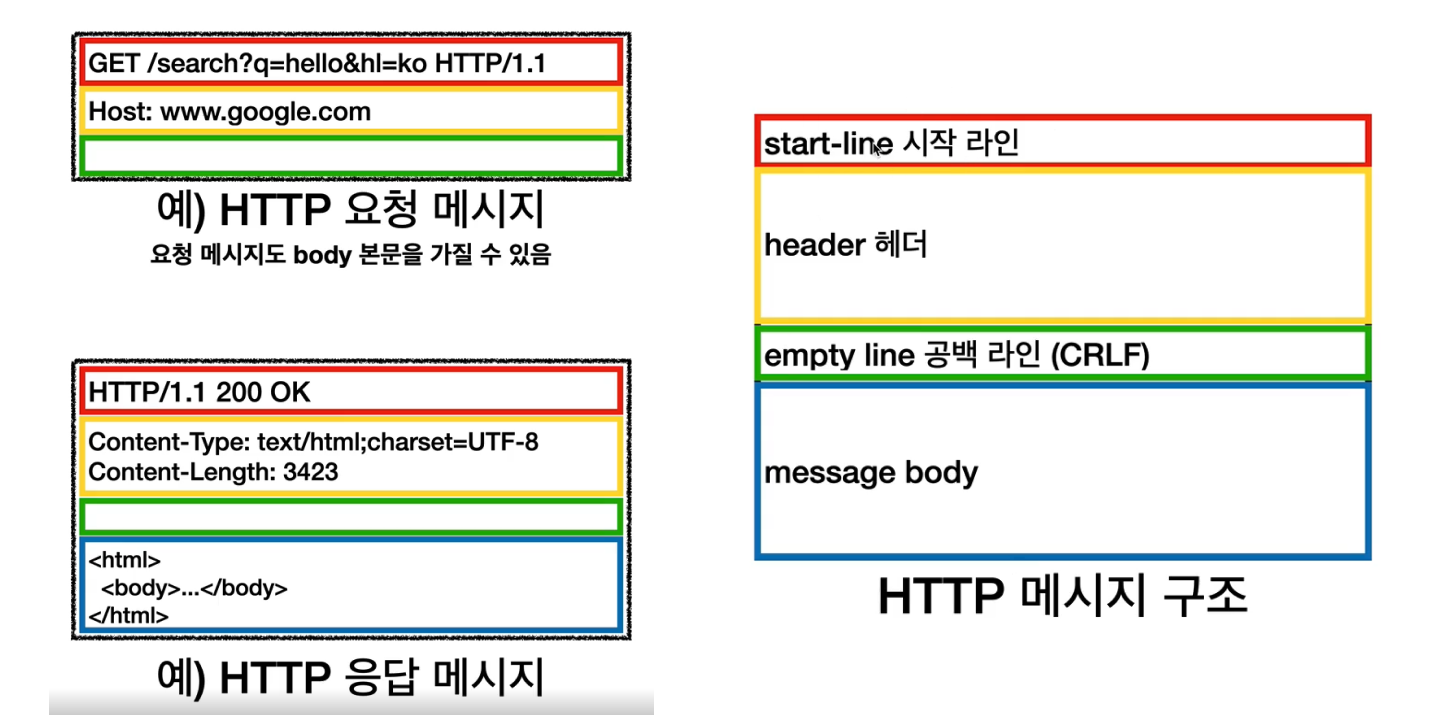 GET /search?q=hello&hl=ko HTTP/1.1
Host: www.google.com
예) HTTP 요청 메시지
요청 메시지도 body 본문을 가질 수 있음
HTTP/1.1 200 OK
Content-Type: text/html;charset=UTF-8
Content-Length: 3423
<html>
<body>...</body>
</html>
예) HTTP 응답 메시지
start-line 시작 라인
header 헤더
empty line 공백 라인 (CRLF)
message body
HTTP 메시지 구조